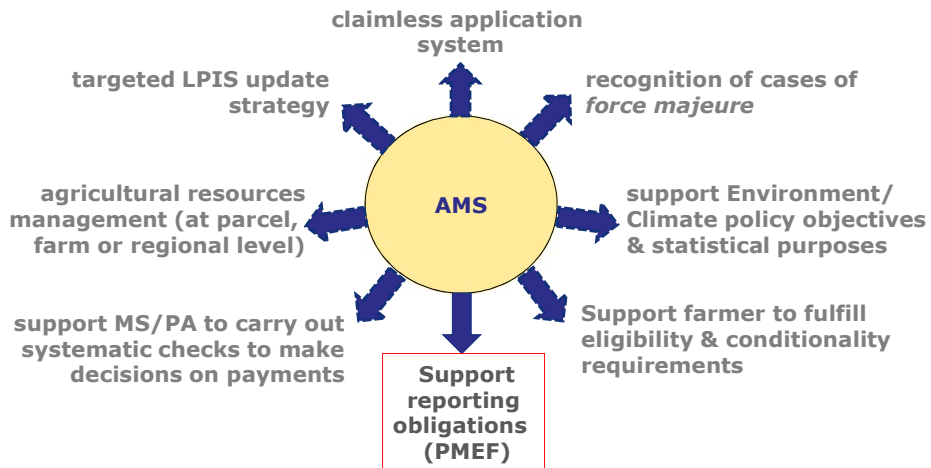 claimless application
system
targeted LPIS update
strategy
recognition of cases of
force majeure
agricultural resources
management (at parcel,
farm or regional level)
AMS
support Environment/
Climate policy objectives
& statistical purposes
support MS/PA to carry out
systematic checks to make
decisions on payments
Support
reporting
obligations
(PMEF)
Support farmer to fulfill
eligibility & conditionality
requirements